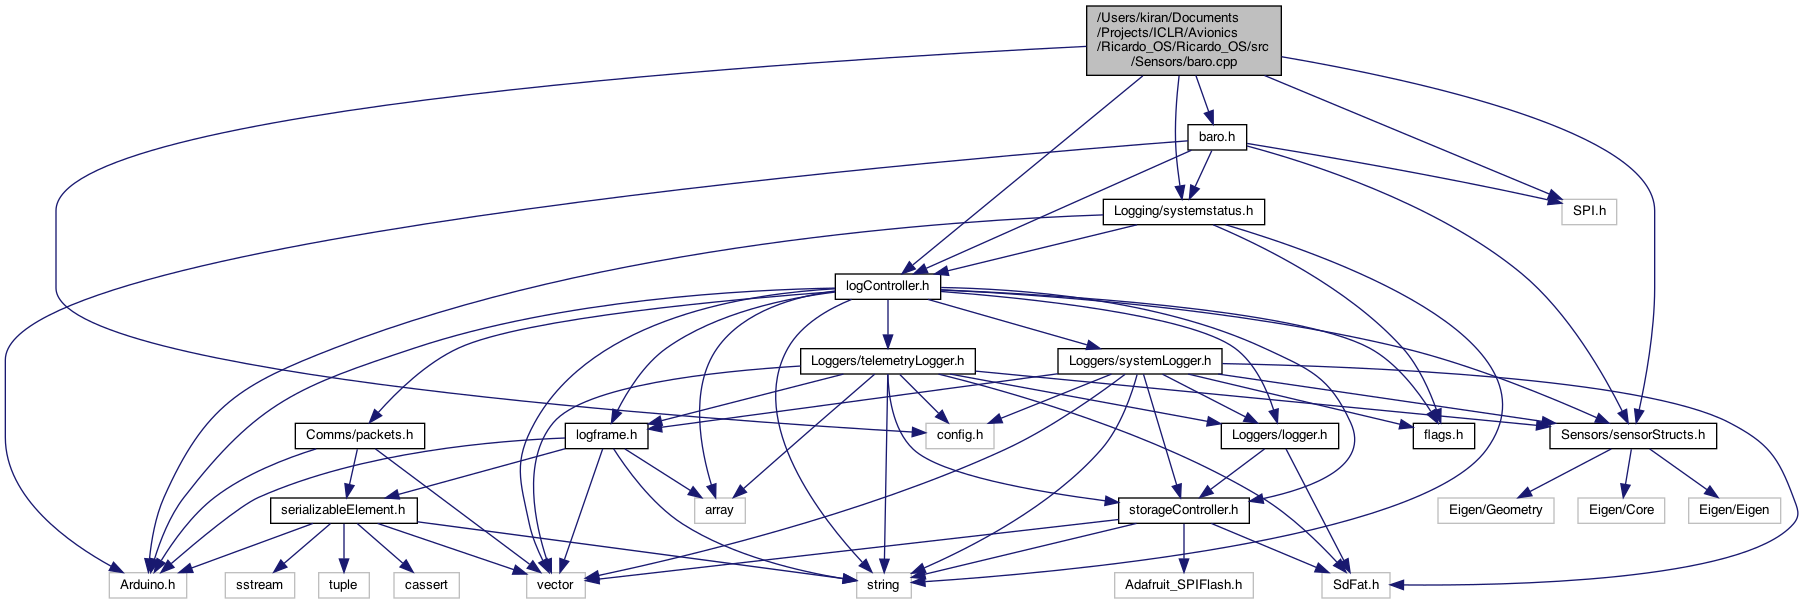 /Users/kiran/Documents
/Projects/ICLR/Avionics
/Ricardo_OS/Ricardo_OS/src
/Sensors/baro.cpp
baro.h
Logging/systemstatus.h
SPI.h
logController.h
Loggers/telemetryLogger.h
Loggers/systemLogger.h
Comms/packets.h
logframe.h
config.h
Loggers/logger.h
flags.h
Sensors/sensorStructs.h
serializableElement.h
array
storageController.h
Eigen/Geometry
Eigen/Core
Eigen/Eigen
Arduino.h
sstream
tuple
cassert
vector
string
Adafruit_SPIFlash.h
SdFat.h